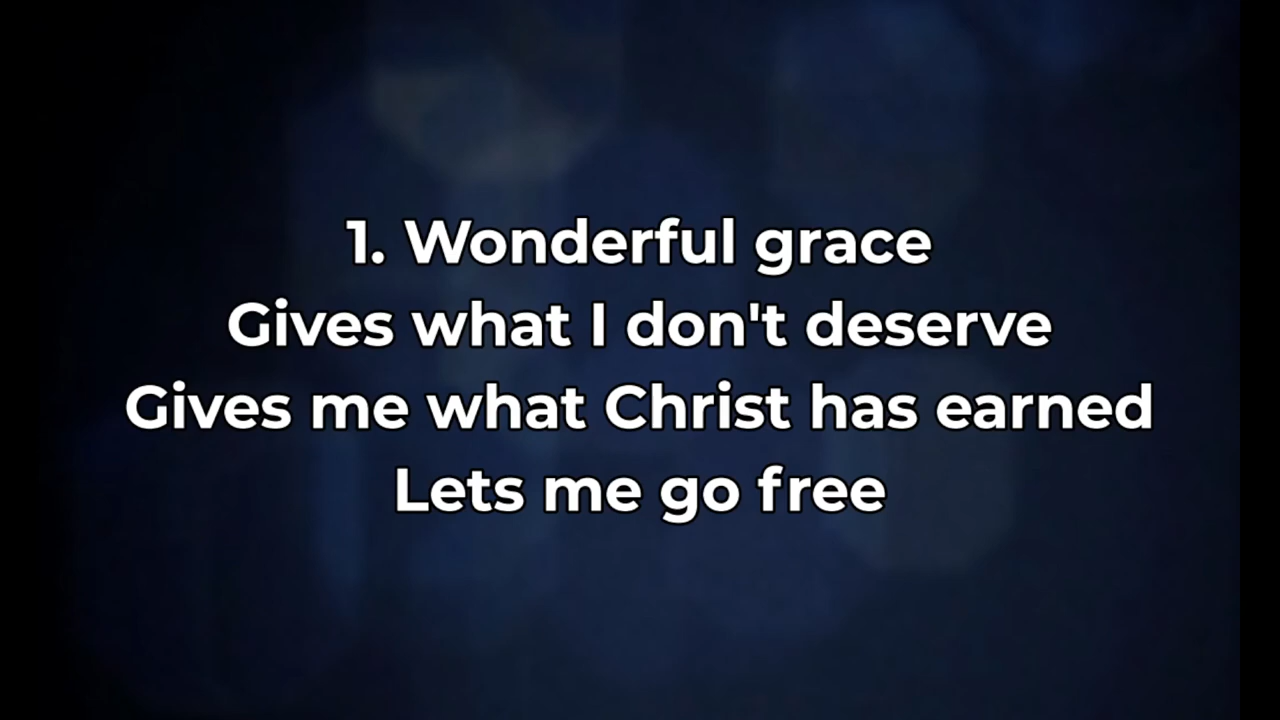 1. Wonderful grace
Gives what I don't deserve
Gives me what Christ has earned
Lets me go free